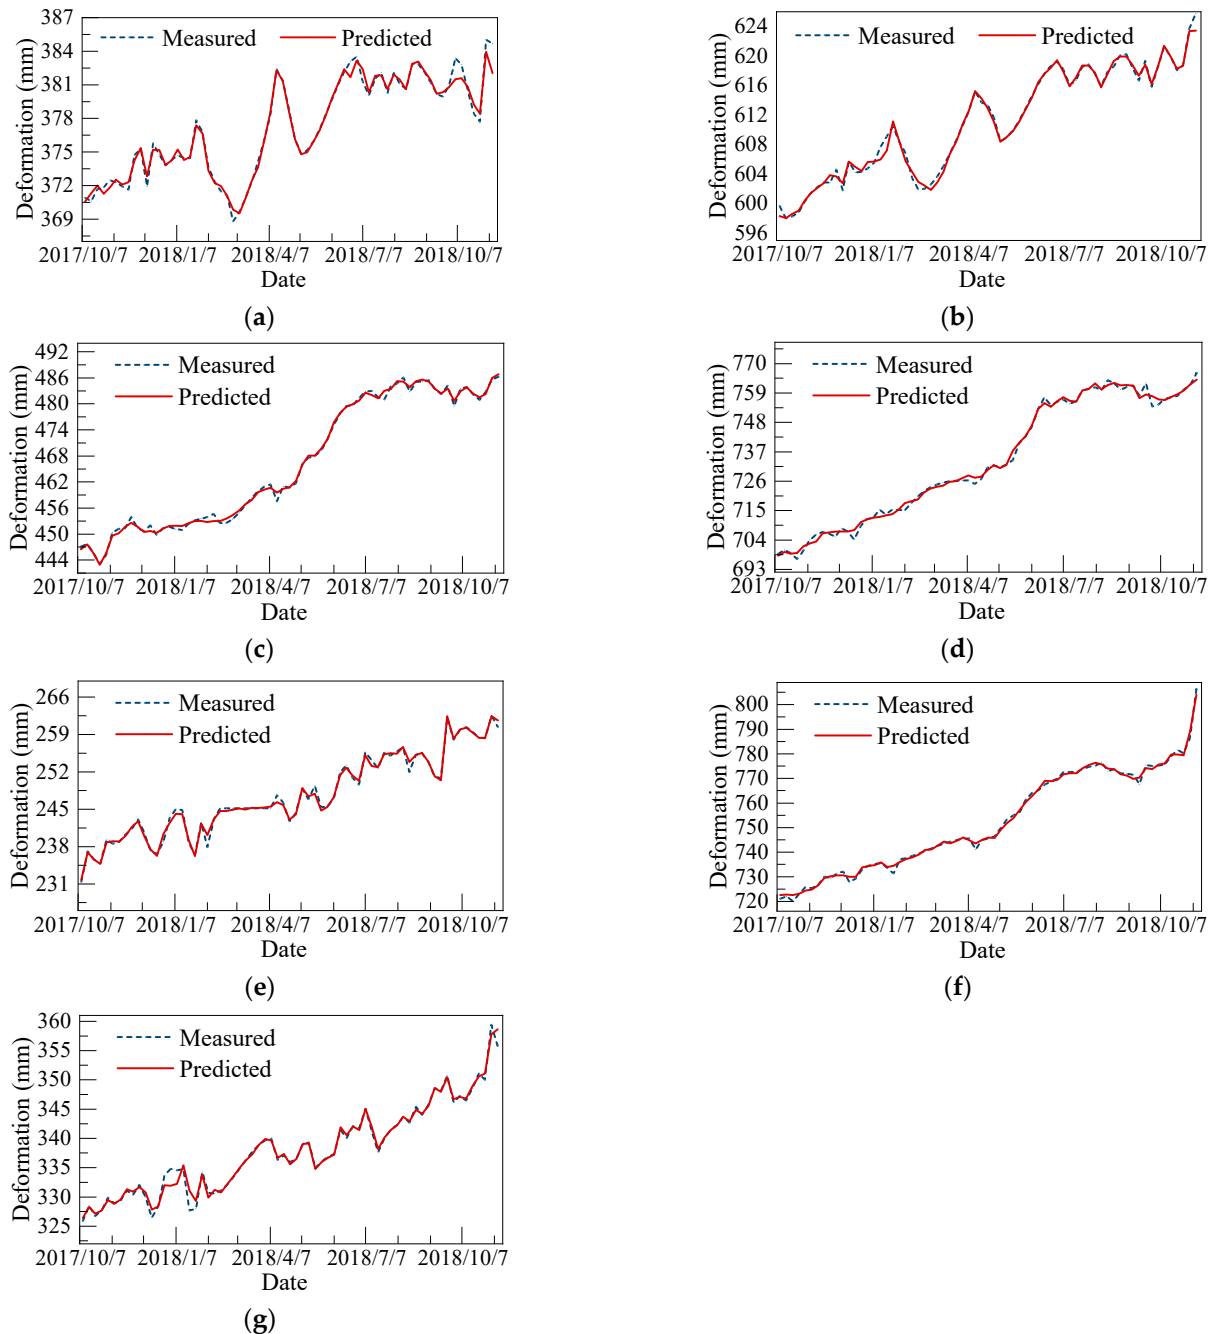 387
384
381
378
375
372
369
Deformation (mm)
Measured
Predicted
2017/10/7 2018/1/7 2018/4/7 2018/7/7 2018/10/7
Date
(a)
624
620
616
612
608
604
600
596
Deformation (mm)
Measured
Predicted
2017/10/7 2018/1/7 2018/4/7 2018/7/7 2018/10/7
Date
(b)
492
486
480
474
468
462
456
450
444
Deformation (mm)
Measured
Predicted
2017/10/7 2018/1/7 2018/4/7 2018/7/7 2018/10/7
Date
(c)
770
759
748
737
726
715
704
693
Deformation (mm)
Measured
Predicted
2017/10/7 2018/1/7 2018/4/7 2018/7/7 2018/10/7
Date
(d)
266
259
252
245
238
231
Deformation (mm)
Measured
Predicted
2017/10/7 2018/1/7 2018/4/7 2018/7/7 2018/10/7
Date
(e)
800
790
780
770
760
750
740
730
720
Deformation (mm)
Measured
Predicted
2017/10/7 2018/1/7 2018/4/7 2018/7/7 2018/10/7
Date
(f)
360
355
350
345
340
335
330
325
Deformation (mm)
Measured
Predicted
2017/10/7 2018/1/7 2018/4/7 2018/7/7 2018/10/7
Date
(g)